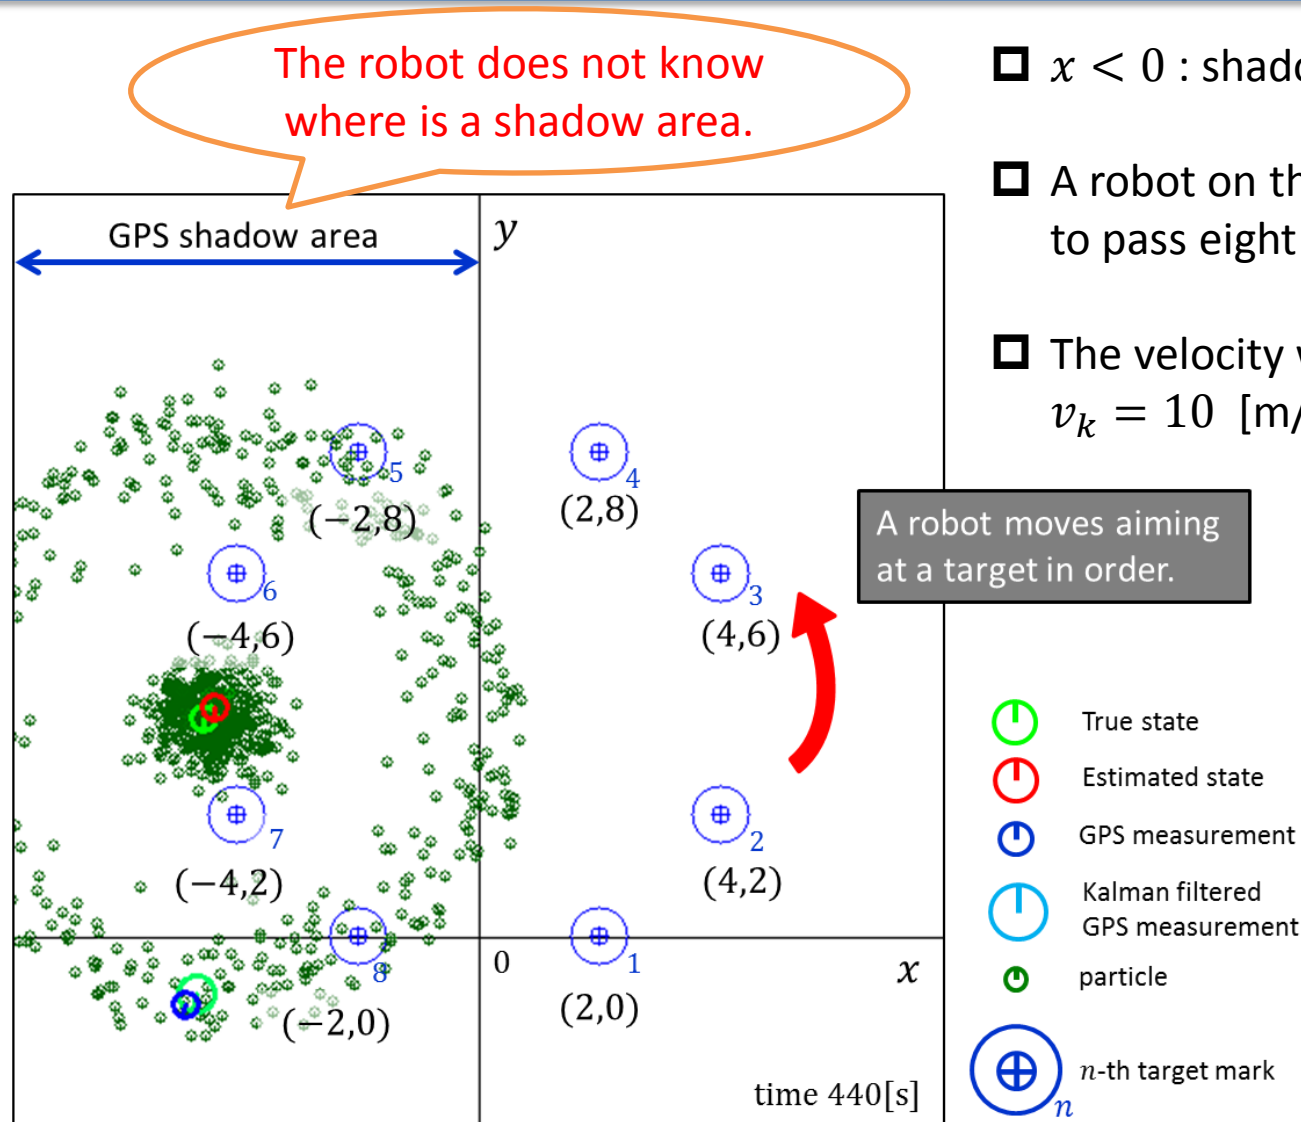 The robot does not know
where is a shadow area.
GPS shadow area
y
5
(−2,8)
4
(2,8)
6
(−4,6)
3
(4,6)
7
(−4,2)
2
(4,2)
8
(−2,0)
0
1
(2,0)
x
time 440[s]
x < 0 :
A robot on
to pass eight
The velocity
v_k = 10 [m/
A robot moves aiming
at a target in order.
True state
Estimated state
GPS measurement
Kalman filtered
GPS measurement
particle
n-th target mark
n